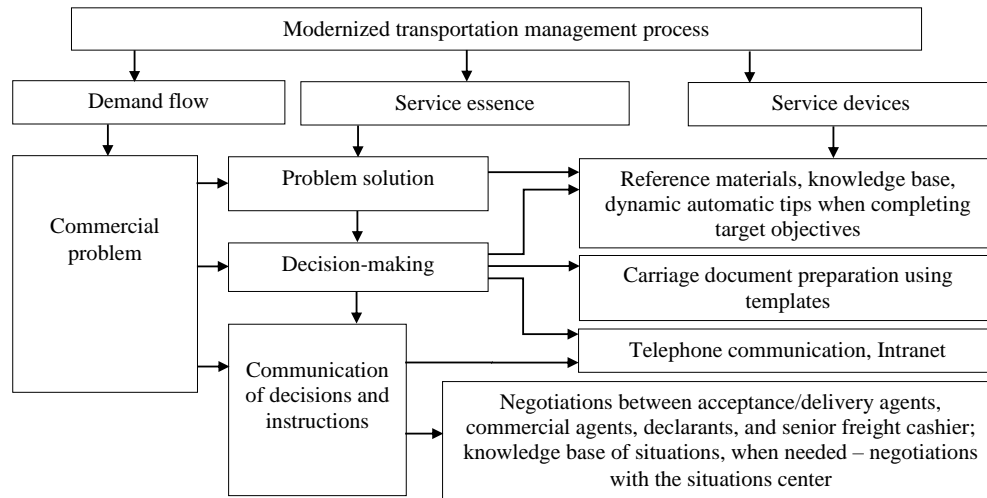 Modernized transportation management process
Demand flow
Service essence
Service devices
Commercial
problem
Problem solution
Reference materials, knowledge base,
dynamic automatic tips when completing
target objectives
Decision-making
Carriage document preparation using
templates
Communication
of decisions and
instructions
Telephone communication, Intranet
Negotiations between acceptance/delivery agents,
commercial agents, declarants, and senior freight cashier;
knowledge base of situations, when needed – negotiations
with the situations center